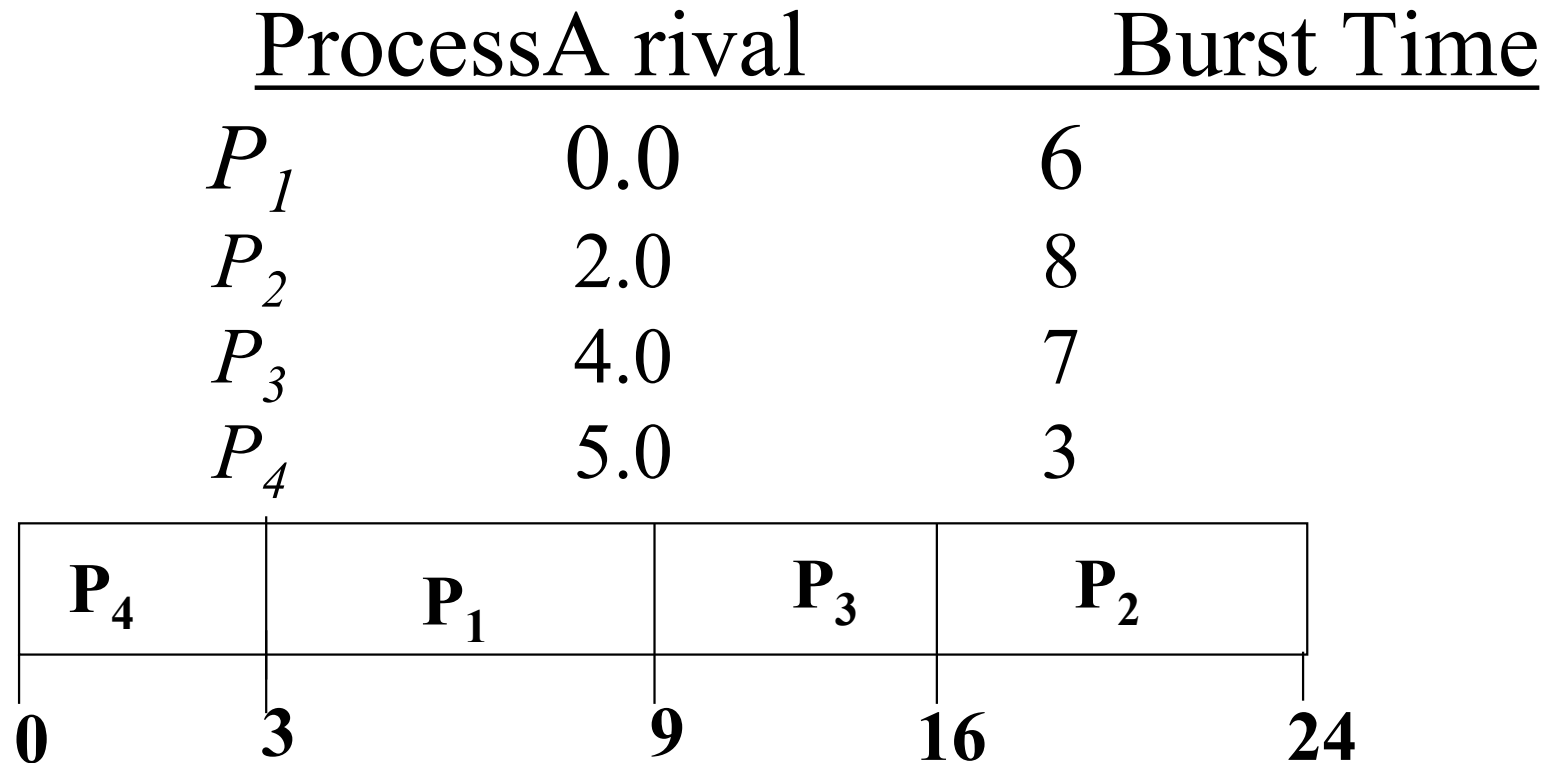 ProcessA rival Burst Time
P1 0.0 6
P2 2.0 8
P3 4.0 7
P4 5.0 3
P4 P1 P3 P2
0 3 9 16 24